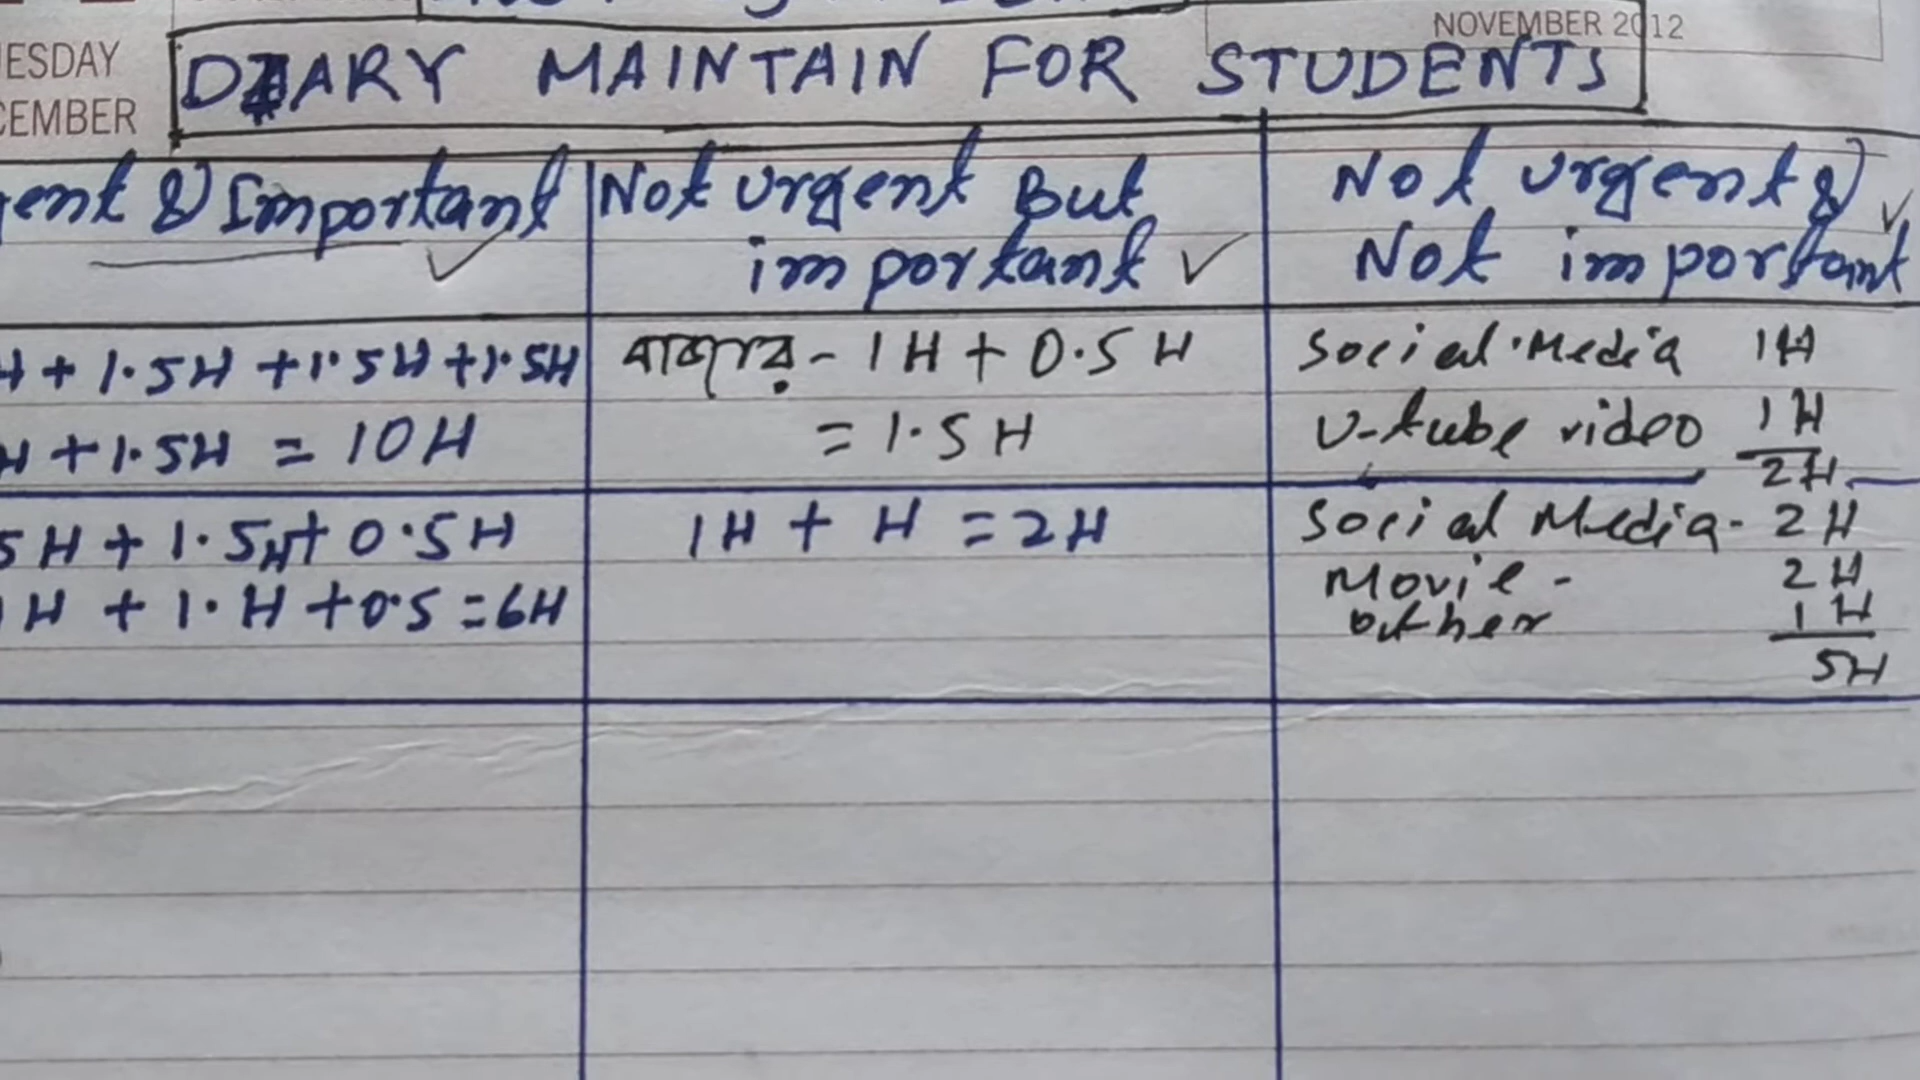 NOVEMBER 2012
ESDAY
CEMBER
DIARY MAINTAIN FOR STUDENTS
ent & Important
Not urgent But
important ✓
Not urgent &
Not important
H + 1.5H + 1.5H + 1.5H
H + 1.5H = 10H
বাজার - 1H + 0.5H
= 1.5H
Social Media 1H
U-tube video 1H
2H
5H + 1.5H + 0.5H
1H + 1.H + 0.5 = 6H
1H + H = 2H
Social Media - 2H
Movie - 2H
other 1H
5H